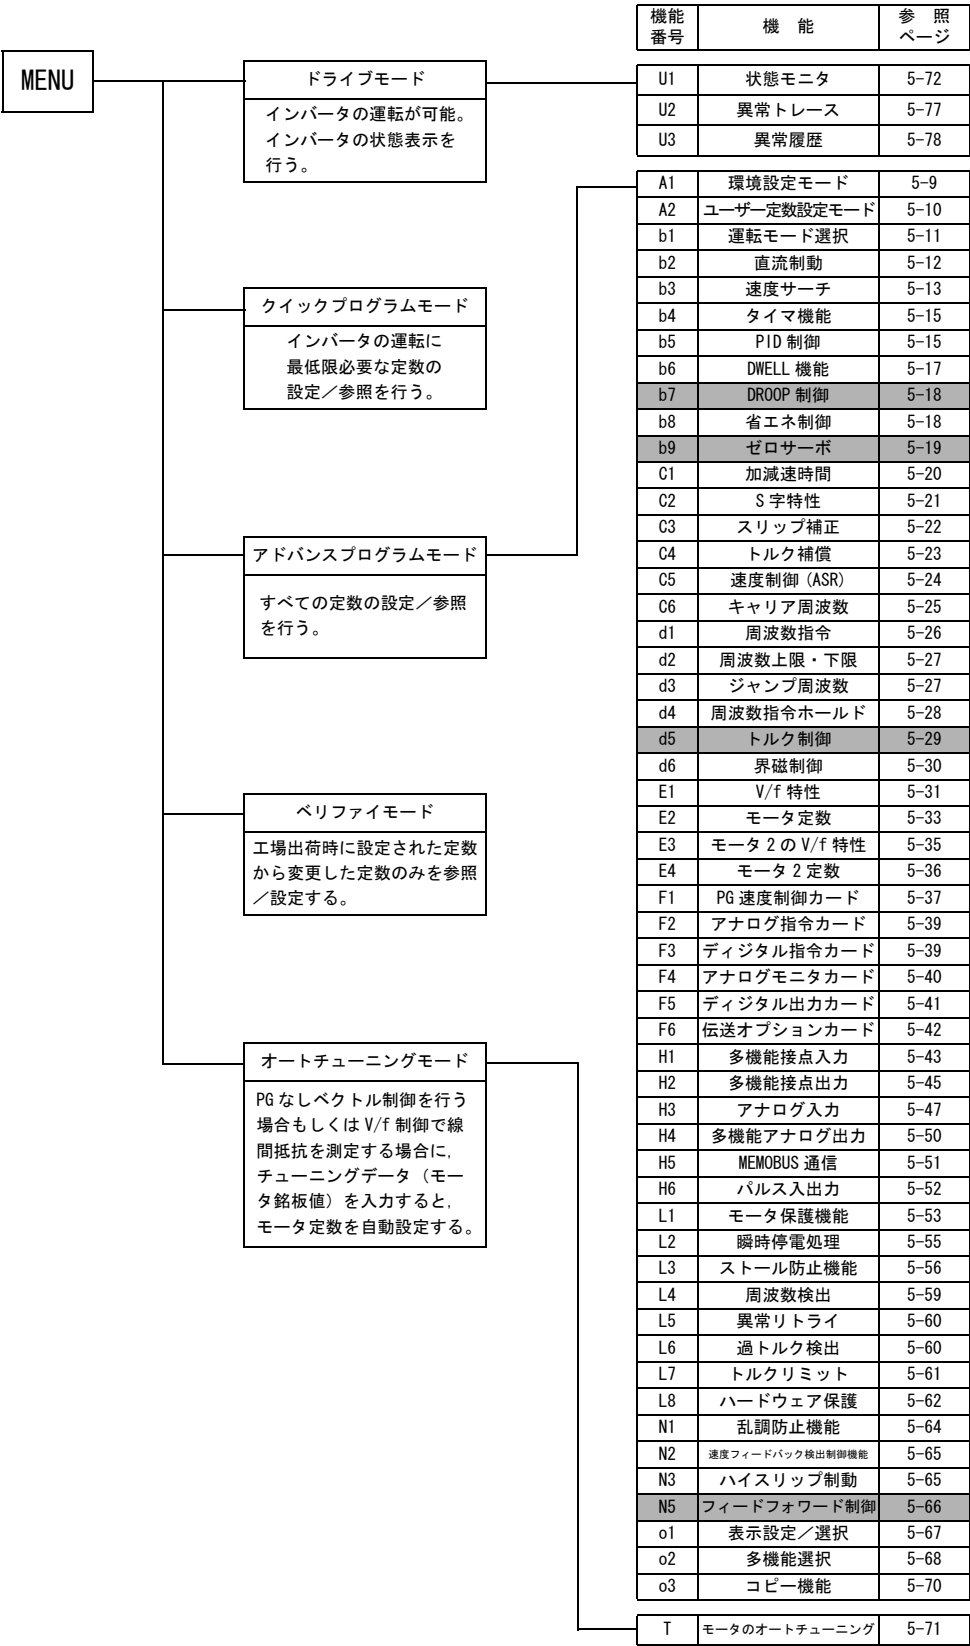 機能
番号
機 能
参 照
ページ
MENU
ドライブモード
インバータの運転が可能。
インバータの状態表示を
行う。
クイックプログラムモード
インバータの運転に
最低限必要な定数の
設定／参照を行う。
アドバンスプログラムモード
すべての定数の設定／参照
を行う。
ベリファイモード
工場出荷時に設定された定数
から変更した定数のみを参照
／設定する。
オートチューニングモード
PG なしベクトル制御を行う
場合もしくは V/f 制御で線
間抵抗を測定する場合に,
チューニングデータ（モー
タ銘板値）を入力すると,
モータ定数を自動設定する。
U1 状態モニタ 5-72
U2 異常トレース 5-77
U3 異常履歴 5-78
A1 環境設定モード 5-9
A2 ユーザー定数設定モード 5-10
b1 運転モード選択 5-11
b2 直流制動 5-12
b3 速度サーチ 5-13
b4 タイマ機能 5-15
b5 PID 制御 5-15
b6 DWELL 機能 5-17
b7 DROOP 制御 5-18
b8 省エネ制御 5-18
b9 ゼロサーボ 5-19
C1 加減速時間 5-20
C2 S 字特性 5-21
C3 スリップ補正 5-22
C4 トルク補償 5-23
C5 速度制御 (ASR) 5-24
C6 キャリア周波数 5-25
d1 周波数指令 5-26
d2 周波数上限・下限 5-27
d3 ジャンプ周波数 5-27
d4 周波数指令ホールド 5-28
d5 トルク制御 5-29
d6 界磁制御 5-30
E1 V/f 特性 5-31
E2 モータ定数 5-33
E3 モータ 2 の V/f 特性 5-35
E4 モータ 2 定数 5-36
F1 PG 速度制御カード 5-37
F2 アナログ指令カード 5-39
F3 ディジタル指令カード 5-39
F4 アナログモニタカード 5-40
F5 ディジタル出力カード 5-41
F6 伝送オプションカード 5-42
H1 多機能接点入力 5-43
H2 多機能接点出力 5-45
H3 アナログ入力 5-47
H4 多機能アナログ出力 5-50
H5 MEMOBUS 通信 5-51
H6 パルス入出力 5-52
L1 モータ保護機能 5-53
L2 瞬時停電処理 5-55
L3 ストール防止機能 5-56
L4 周波数検出 5-59
L5 異常リトライ 5-60
L6 過トルク検出 5-60
L7 トルクリミット 5-61
L8 ハードウェア保護 5-62
N1 乱調防止機能 5-64
N2 速度フィードバック検出制御機能 5-65
N3 ハイスリップ制動 5-65
N5 フィードフォワード制御 5-66
o1 表示設定／選択 5-67
o2 多機能選択 5-68
o3 コピー機能 5-70
T モータのオートチューニング 5-71